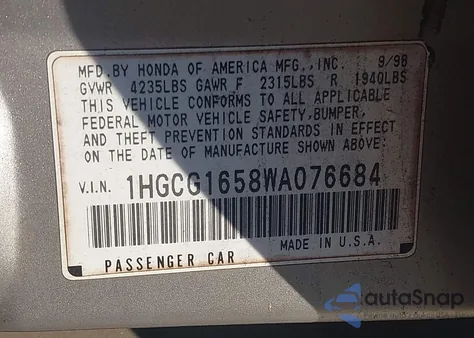 MFD. BY HONDA OF AMERICA MFG., INC. 9/98
GVWR 4235LBS GAWR F 2315LBS R 1940LBS
THIS VEHICLE CONFORMS TO ALL APPLICABLE
FEDERAL MOTOR VEHICLE SAFETY, BUMPER,
AND THEFT PREVENTION STANDARDS IN EFFECT
ON THE DATE OF MANUFACTURE SHOWN ABOVE.
V.I.N. 1HGCG1658WA076684
PASSENGER CAR MADE IN U.S.A.
autoSnap